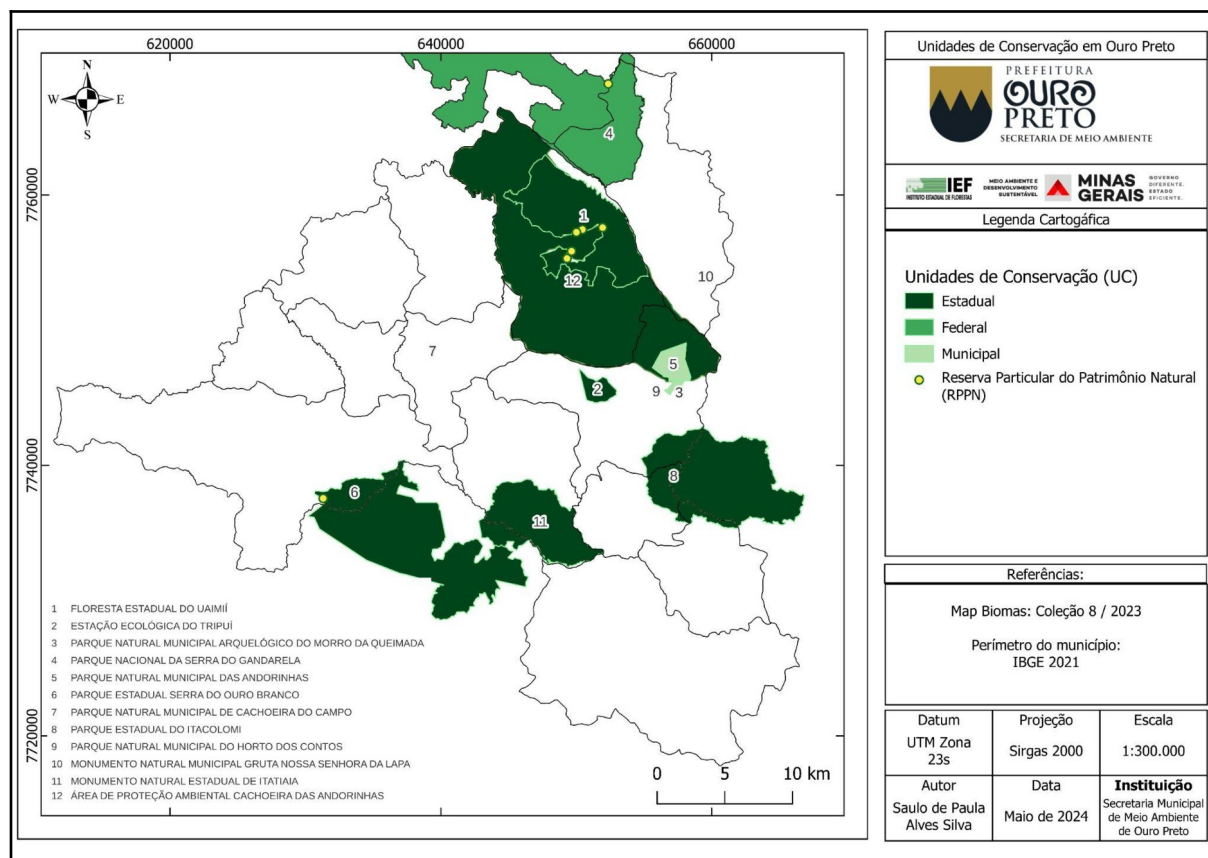 620000
640000
660000
N
W E
S
7760000
7740000
7720000
4
1
12
10
7
5
2
9
3
8
6
11
1 FLORESTA ESTADUAL DO UAIMIÍ
2 ESTAÇÃO ECOLÓGICA DO TRIPUÍ
3 PARQUE NATURAL MUNICIPAL ARQUELÓGICO DO MORRO DA QUEIMADA
4 PARQUE NACIONAL DA SERRA DO GANDARELA
5 PARQUE NATURAL MUNICIPAL DAS ANDORINHAS
6 PARQUE ESTADUAL SERRA DO OURO BRANCO
7 PARQUE NATURAL MUNICIPAL DE CACHOEIRA DO CAMPO
8 PARQUE ESTADUAL DO ITACOLOMI
9 PARQUE NATURAL MUNICIPAL DO HORTO DOS CONTOS
10 MONUMENTO NATURAL MUNICIPAL GRUTA NOSSA SENHORA DA LAPA
11 MONUMENTO NATURAL ESTADUAL DE ITATIAIA
12 ÁREA DE PROTEÇÃO AMBIENTAL CACHOEIRA DAS ANDORINHAS
0 5 10 km
Unidades de Conservação em Ouro Preto
PREFEITURA
OURO
PRETO
SECRETARIA DE MEIO AMBIENTE
IEF
INSTITUTO ESTADUAL DE FLORESTAS
MEIO AMBIENTE E
DESENVOLVIMENTO
SUSTENTÁVEL
MINAS
GERAIS
GOVERNO
DIFERENTE.
ESTADO
EFICIENTE.
Legenda Cartogáfica
Unidades de Conservação (UC)
Estadual
Federal
Municipal
Reserva Particular do Patrimônio Natural
(RPPN)
Referências:
Map Biomas: Coleção 8 / 2023
Perímetro do município:
IBGE 2021
Datum
UTM Zona
23s
Projeção
Sirgas 2000
Escala
1:300.000
Autor
Saulo de Paula
Alves Silva
Data
Maio de 2024
Instituição
Secretaria Municipal
de Meio Ambiente
de Ouro Preto